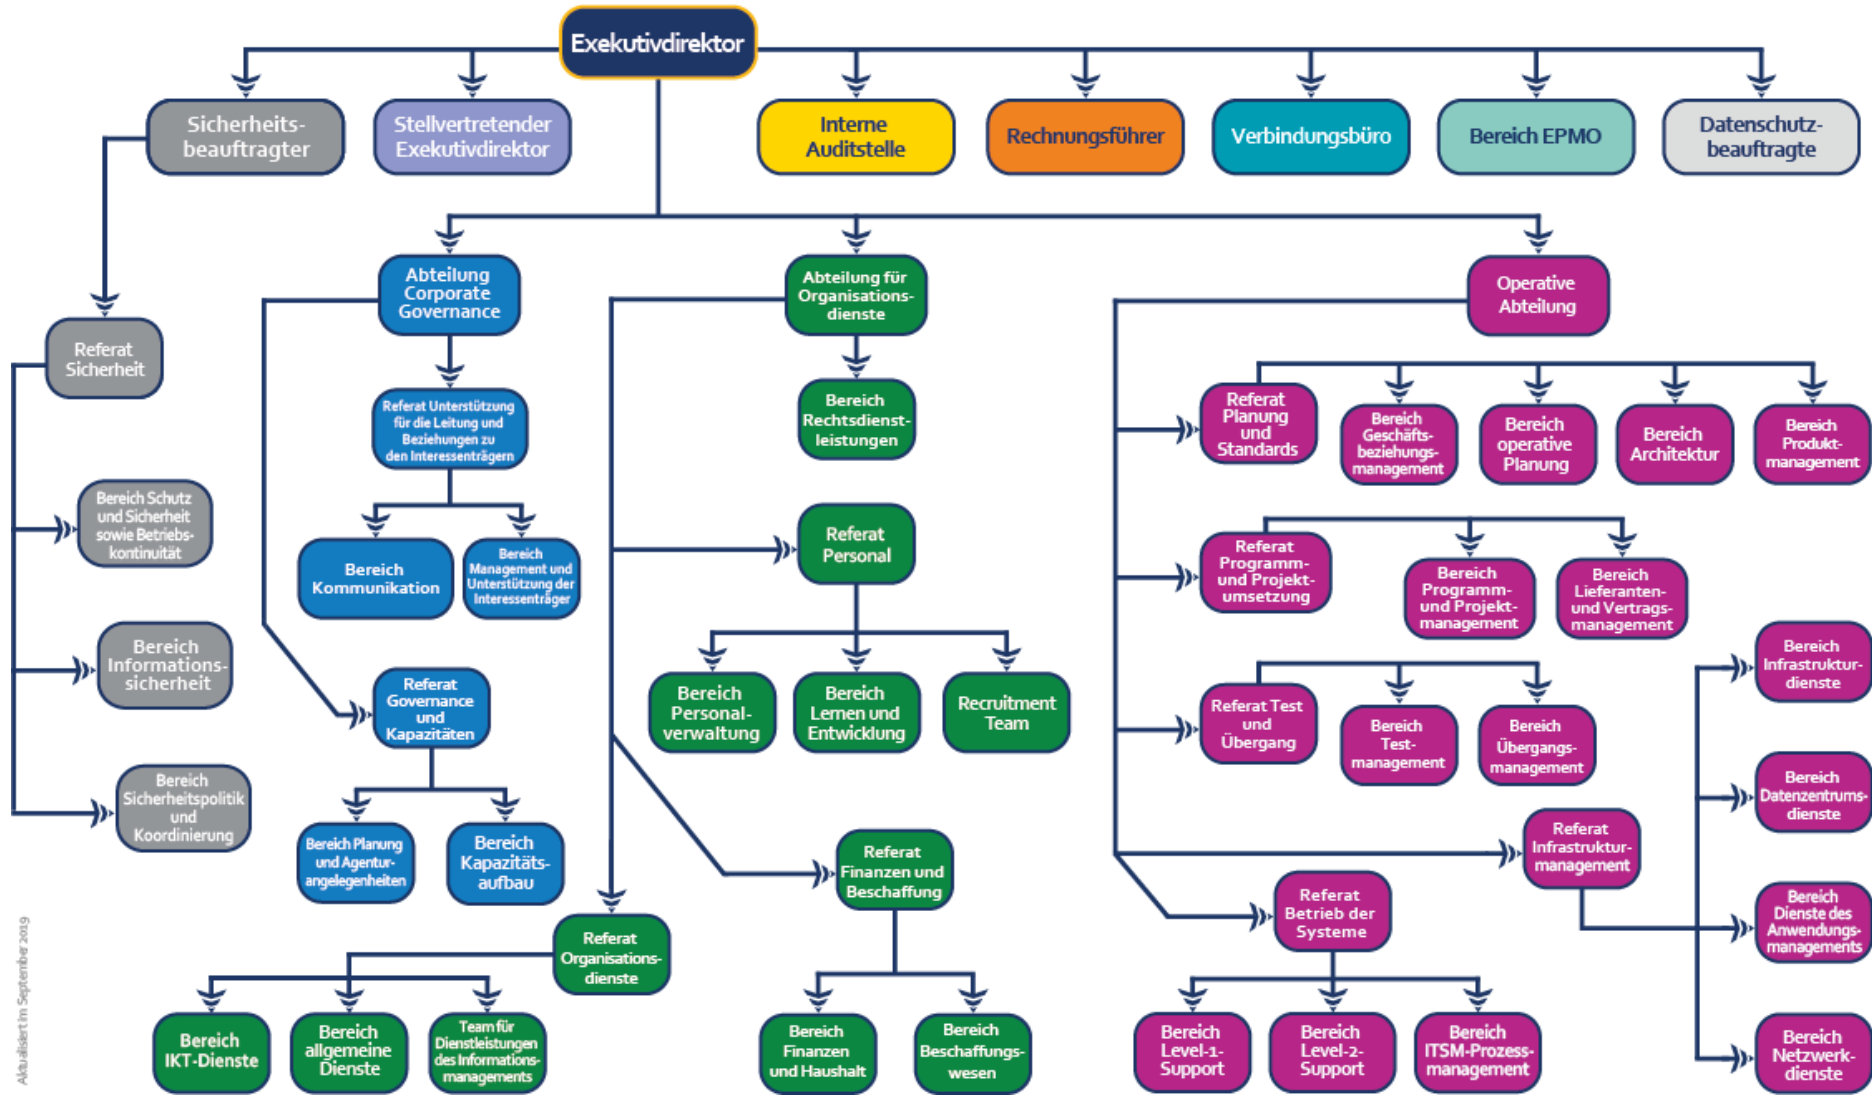 Exekutivdirektor
Sicherheits-
beauftragter
Stellvertretender
Exekutivdirektor
Interne
Auditstelle
Rechnungsführer
Verbindungsbüro
Bereich EPMO
Datenschutz-
beauftragte
Abteilung
Corporate
Governance
Abteilung für
Organisations-
dienste
Operative
Abteilung
Referat
Sicherheit
Bereich Schutz
und Sicherheit
sowie Betriebs-
kontinuität
Bereich
Informations-
sicherheit
Bereich
Sicherheitspolitik
und
Koordinierung
Referat Unterstützung
für die Leitung und
Beziehungen zu
den Interessenträgern
Bereich
Kommunikation
Bereich
Management und
Unterstützung der
Interessenträger
Referat
Governance
und
Kapazitäten
Bereich Planung
und Agentur-
angelegenheiten
Bereich
Kapazitäts-
aufbau
Bereich
Rechtsdienst-
leistungen
Referat
Personal
Bereich
Personal-
verwaltung
Bereich
Lernen und
Entwicklung
Recruitment
Team
Referat
Finanzen und
Beschaffung
Bereich
Finanzen
und Haushalt
Bereich
Beschaffungs-
wesen
Referat
Organisations-
dienste
Bereich
IKT-Dienste
Bereich
allgemeine
Dienste
Team für
Dienstleistungen
des Informations-
managements
Referat
Planung
und
Standards
Bereich
Geschäfts-
beziehungs-
management
Bereich
operative
Planung
Bereich
Architektur
Bereich
Produkt-
management
Referat
Programm-
und Projekt-
umsetzung
Bereich
Programm-
und Projekt-
management
Bereich
Lieferanten-
und Vertrags-
management
Referat Test
und
Übergang
Bereich
Test-
management
Bereich
Übergangs-
management
Referat
Infrastruktur-
management
Bereich
Infrastruktur-
dienste
Bereich
Datenzentrums-
dienste
Bereich
Dienste des
Anwendungs-
managements
Bereich
Netzwerk-
dienste
Referat
Betrieb der
Systeme
Bereich
Level-1-
Support
Bereich
Level-2-
Support
Bereich
ITSM-Prozess-
management
Aktualisiert im September 2019